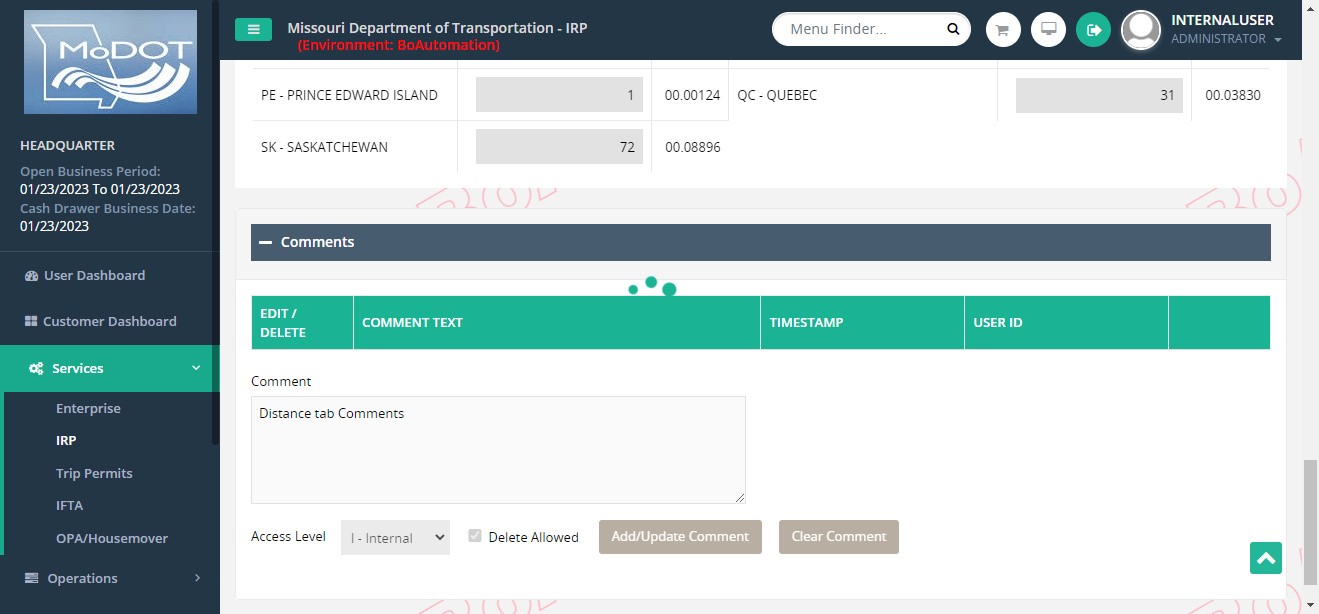 MoDOT
HEADQUARTER
Open Business Period:
01/23/2023 To 01/23/2023
Cash Drawer Business Date:
01/23/2023
User Dashboard
Customer Dashboard
Services
Enterprise
IRP
Trip Permits
IFTA
OPA/Housemover
Operations
Missouri Department of Transportation - IRP
(Environment: BoAutomation)
Menu Finder...
INTERNALUSER
ADMINISTRATOR
PE - PRINCE EDWARD ISLAND 1 00.00124 QC - QUEBEC 31 00.03830
SK - SASKATCHEWAN 72 00.08896
Comments
EDIT / DELETE COMMENT TEXT TIMESTAMP USER ID
Comment
Distance tab Comments
Access Level I - Internal Delete Allowed Add/Update Comment Clear Comment